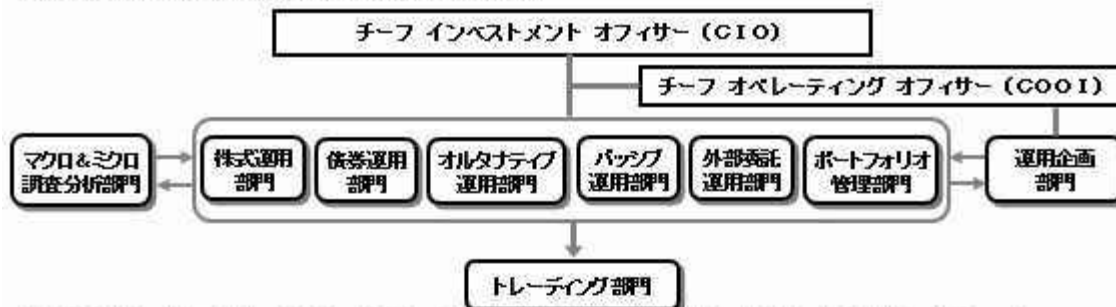 チーフ インベストメント オフィサー (CIO)
チーフ オペレーティング オフィサー (COOI)
マクロ&ミクロ
調査分析部門
株式運用
部門
債券運用
部門
オルタナティブ
運用部門
パッシブ
運用部門
外部委託
運用部門
ポートフォリオ
管理部門
運用企画
部門
トレーディング部門